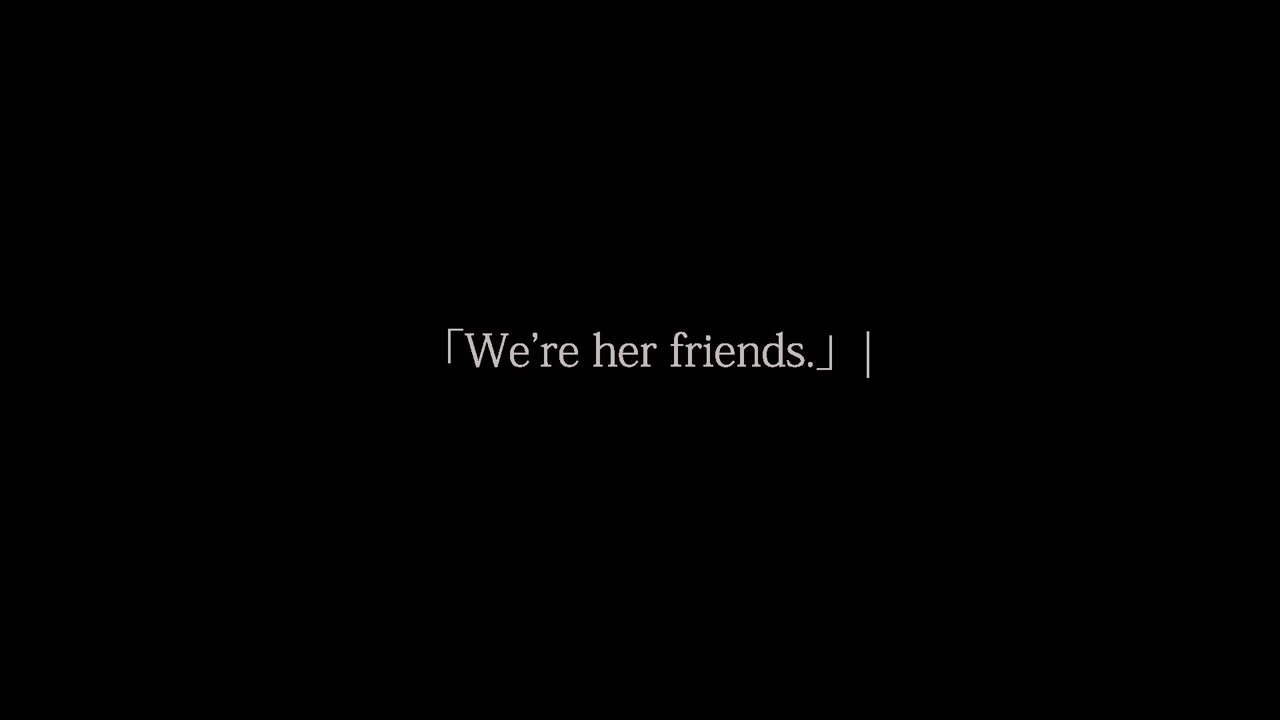 「We’re her friends.」|